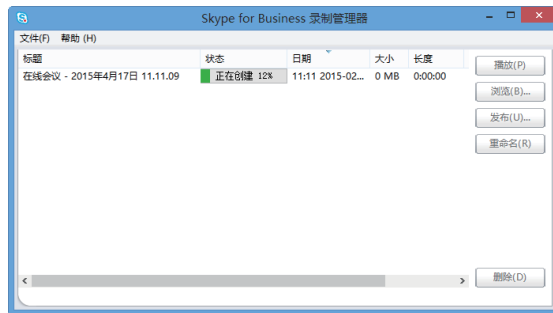 Skype for Business 录制管理器
文件(F) 帮助 (H)
标题 状态 日期 大小 长度
在线会议 - 2015年4月17日 11.11.09 正在创建 12% 11:11 2015-02... 0 MB 0:00:00
播放(P)
浏览(B)...
发布(U)...
重命名(R)
删除(D)